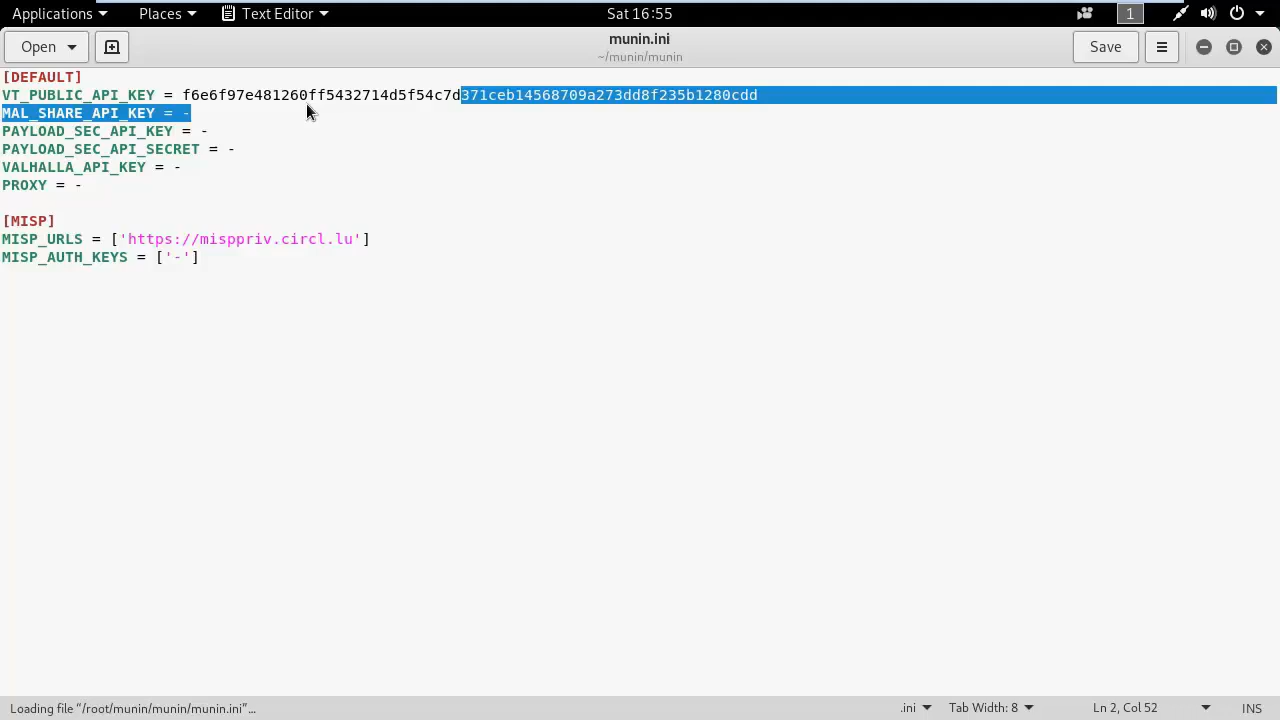 Applications Places Text Editor Sat 16:55 1
Open munin.ini Save
~/munin/munin
[DEFAULT]
VT_PUBLIC_API_KEY = f6e6f97e481260ff5432714d5f54c7d371ceb14568709a273dd8f235b1280cdd
MAL_SHARE_API_KEY = -
PAYLOAD_SEC_API_KEY = -
PAYLOAD_SEC_API_SECRET = -
VALHALLA_API_KEY = -
PROXY = -
[MISP]
MISP_URLS = ['https://misppriv.circl.lu']
MISP_AUTH_KEYS = ['-']
Loading file “/root/munin/munin/munin.ini”… .ini Tab Width: 8 Ln 2, Col 52 INS